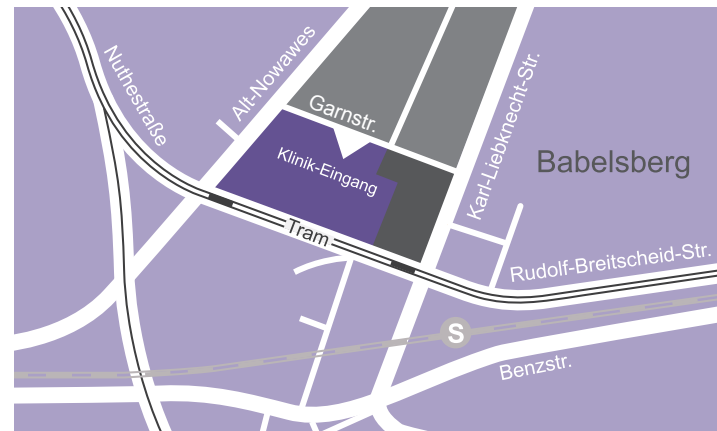 Nuthestraße
Alt-Nowawes
Garnstr.
Klinik-Eingang
Karl-Liebknecht-Str.
Babelsberg
Tram
Rudolf-Breitscheid-Str.
S
Benzstr.